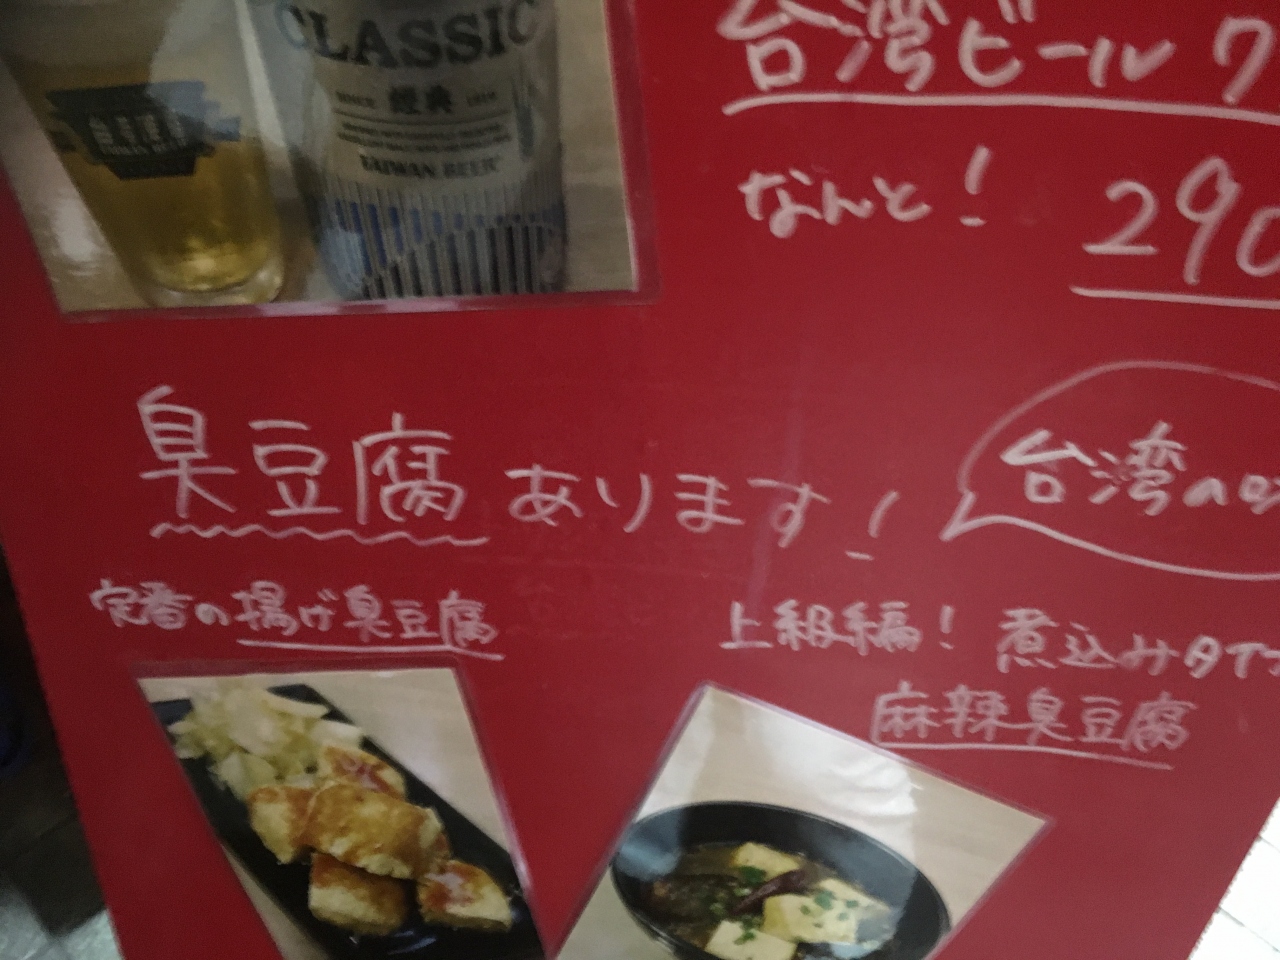 CLASSIC
SINCE 經典 1919
TAIWAN BEER
台湾ビール
なんと!
290
臭豆腐あります!
台湾の
定番の揚げ臭豆腐
上級編! 煮込みタイプ
麻辣臭豆腐